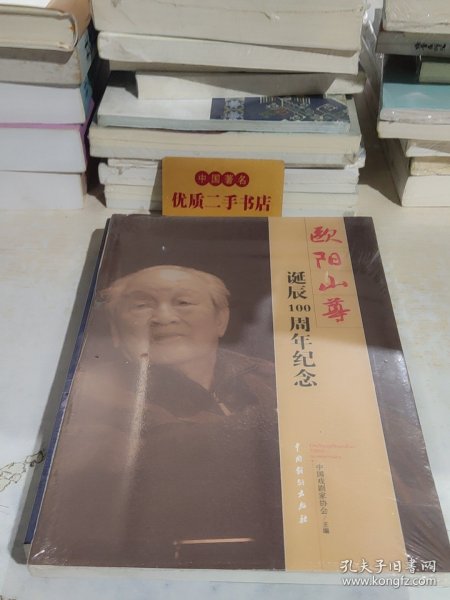 中国著名
优质二手书店
欧阳山尊
诞辰100周年纪念
中国戏剧家协会 主编
中国戏剧出版社
孔夫子旧书网
www.kongfz.com